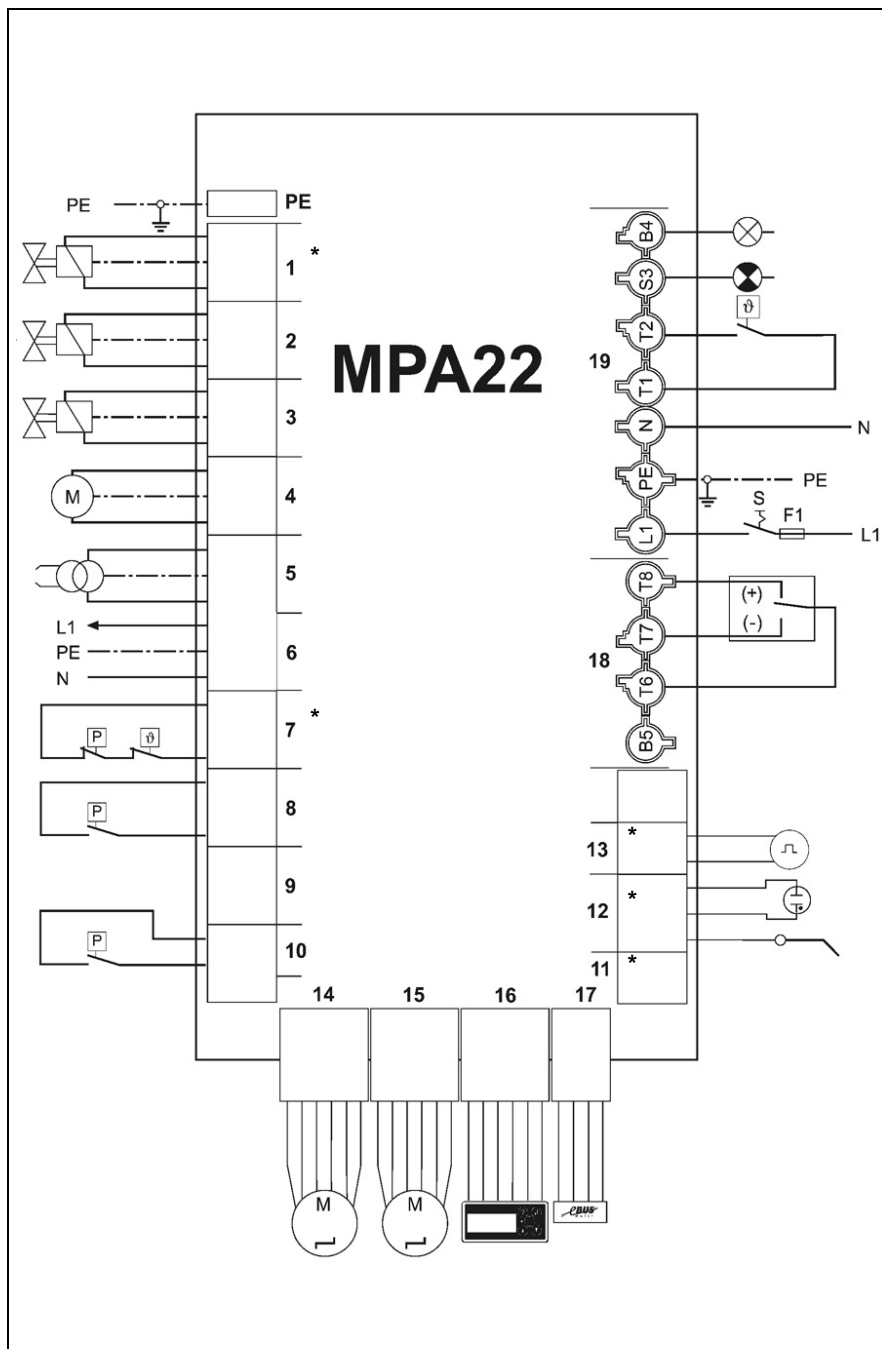 PE
PE
1 *
2
MPA22
3
M
4
5
L1
PE
6
N
7 *
P
ϑ
8
P
9
10
P
B4
S3
ϑ
T2
19
T1
N
N
PE
PE
S
F1
L1
L1
T8
(+)
(-)
T7
18
T6
B5
13 *
12 *
11 *
14 15 16 17
M
M
eBUS